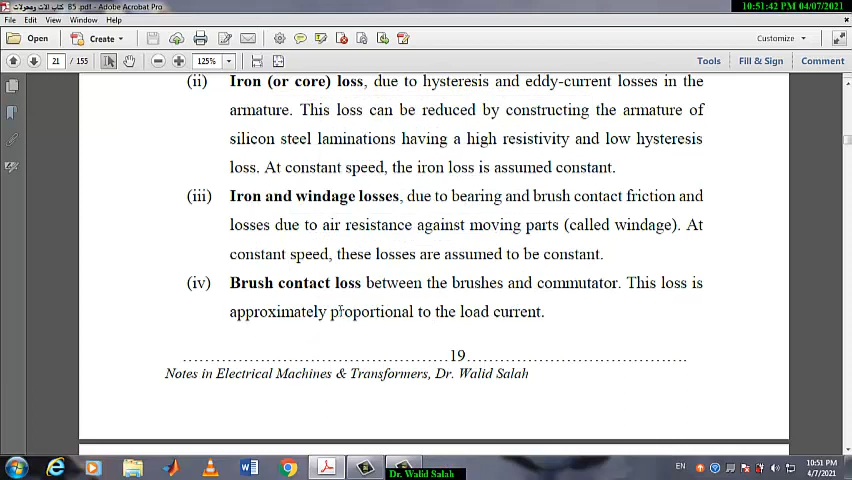 كتاب الات ومحولات B5 .pdf - Adobe Acrobat Pro
10:51:42 PM 04/07/2021
File Edit View Window Help
Open Create Customize
21 / 155 125% Tools Fill & Sign Comment
(ii) Iron (or core) loss, due to hysteresis and eddy-current losses in the
armature. This loss can be reduced by constructing the armature of
silicon steel laminations having a high resistivity and low hysteresis
loss. At constant speed, the iron loss is assumed constant.
(iii) Iron and windage losses, due to bearing and brush contact friction and
losses due to air resistance against moving parts (called windage). At
constant speed, these losses are assumed to be constant.
(iv) Brush contact loss between the brushes and commutator. This loss is
approximately proportional to the load current.
................................................19........................................
Notes in Electrical Machines & Transformers, Dr. Walid Salah
EN 10:51 PM
Dr. Walid Salah 4/7/2021